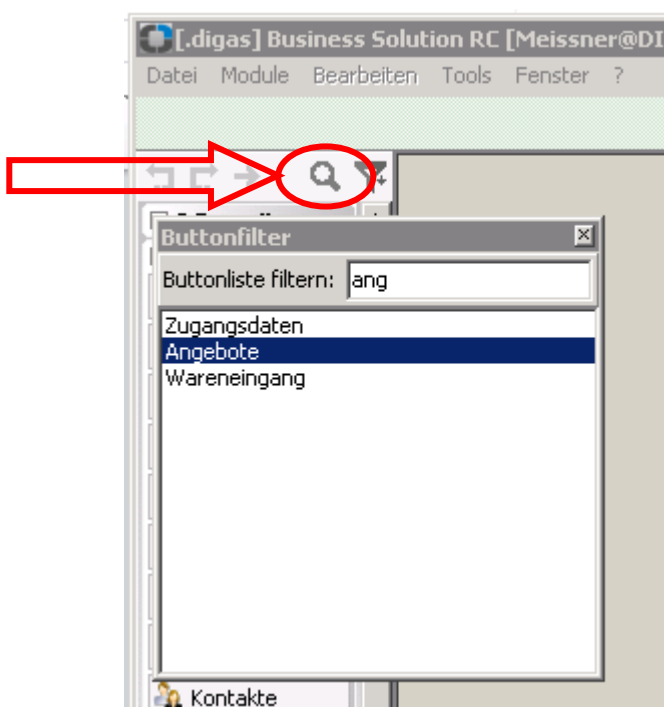 [.digas] Business Solution RC [Meissner@DI
Datei Module Bearbeiten Tools Fenster ?
Buttonfilter
Buttonliste filtern: ang
Zugangsdaten
Angebote
Wareneingang
Kontakte